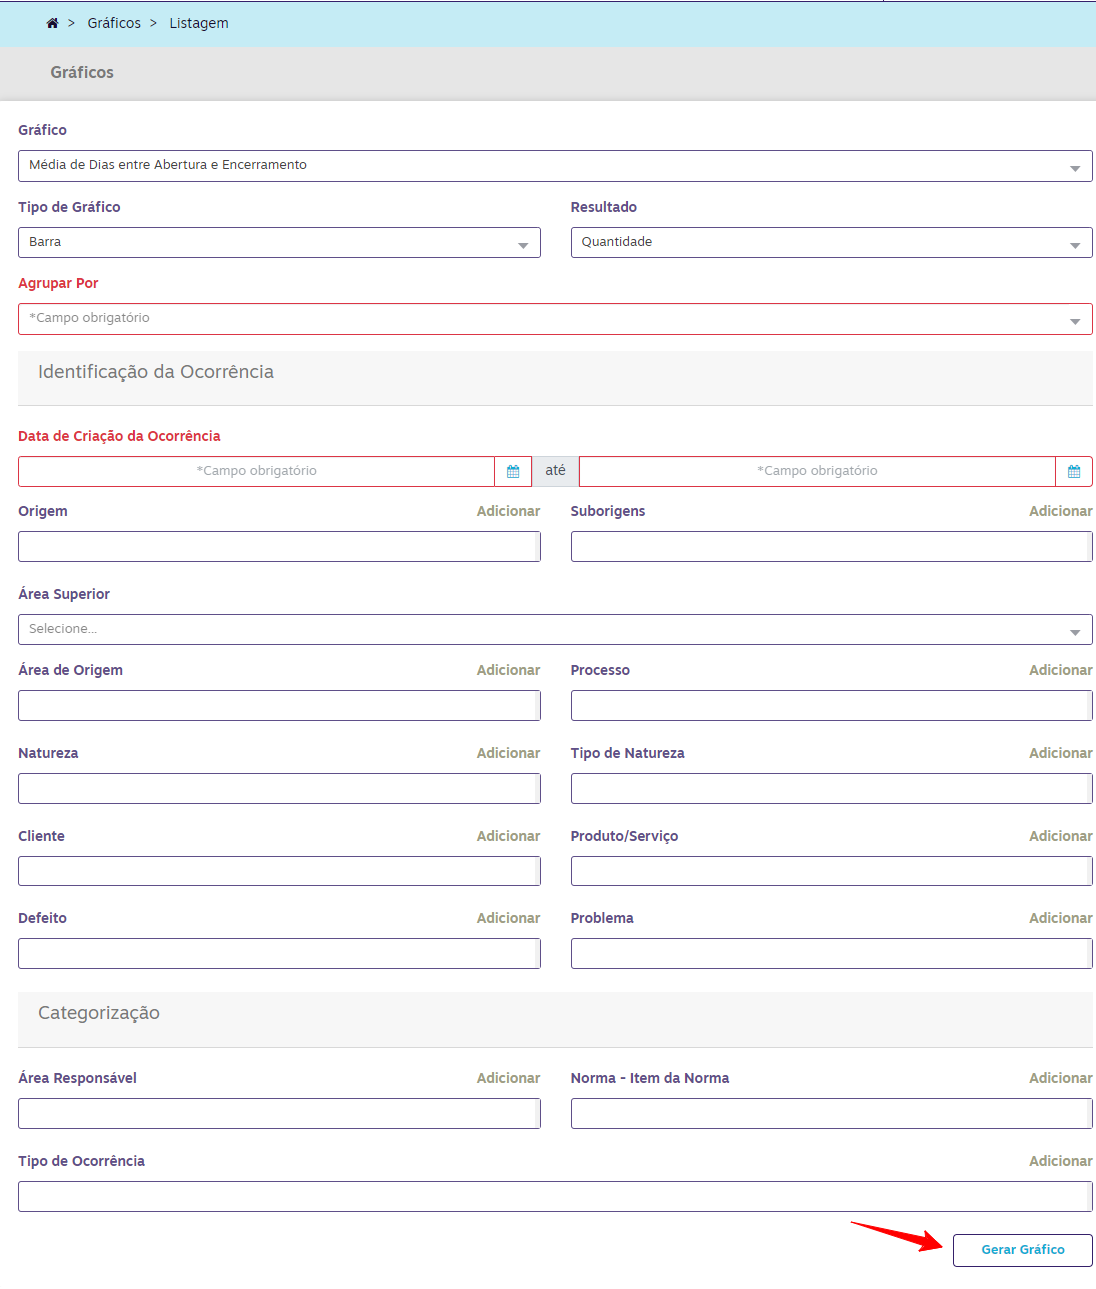 > Gráficos > Listagem
Gráficos
Gráfico
Média de Dias entre Abertura e Encerramento
Tipo de Gráfico Resultado
Barra Quantidade
Agrupar Por
*Campo obrigatório
Identificação da Ocorrência
Data de Criação da Ocorrência
*Campo obrigatório até *Campo obrigatório
Origem Adicionar Suborigens Adicionar
Área Superior
Selecione...
Área de Origem Adicionar Processo Adicionar
Natureza Adicionar Tipo de Natureza Adicionar
Cliente Adicionar Produto/Serviço Adicionar
Defeito Adicionar Problema Adicionar
Categorização
Área Responsável Adicionar Norma - Item da Norma Adicionar
Tipo de Ocorrência Adicionar
Gerar Gráfico